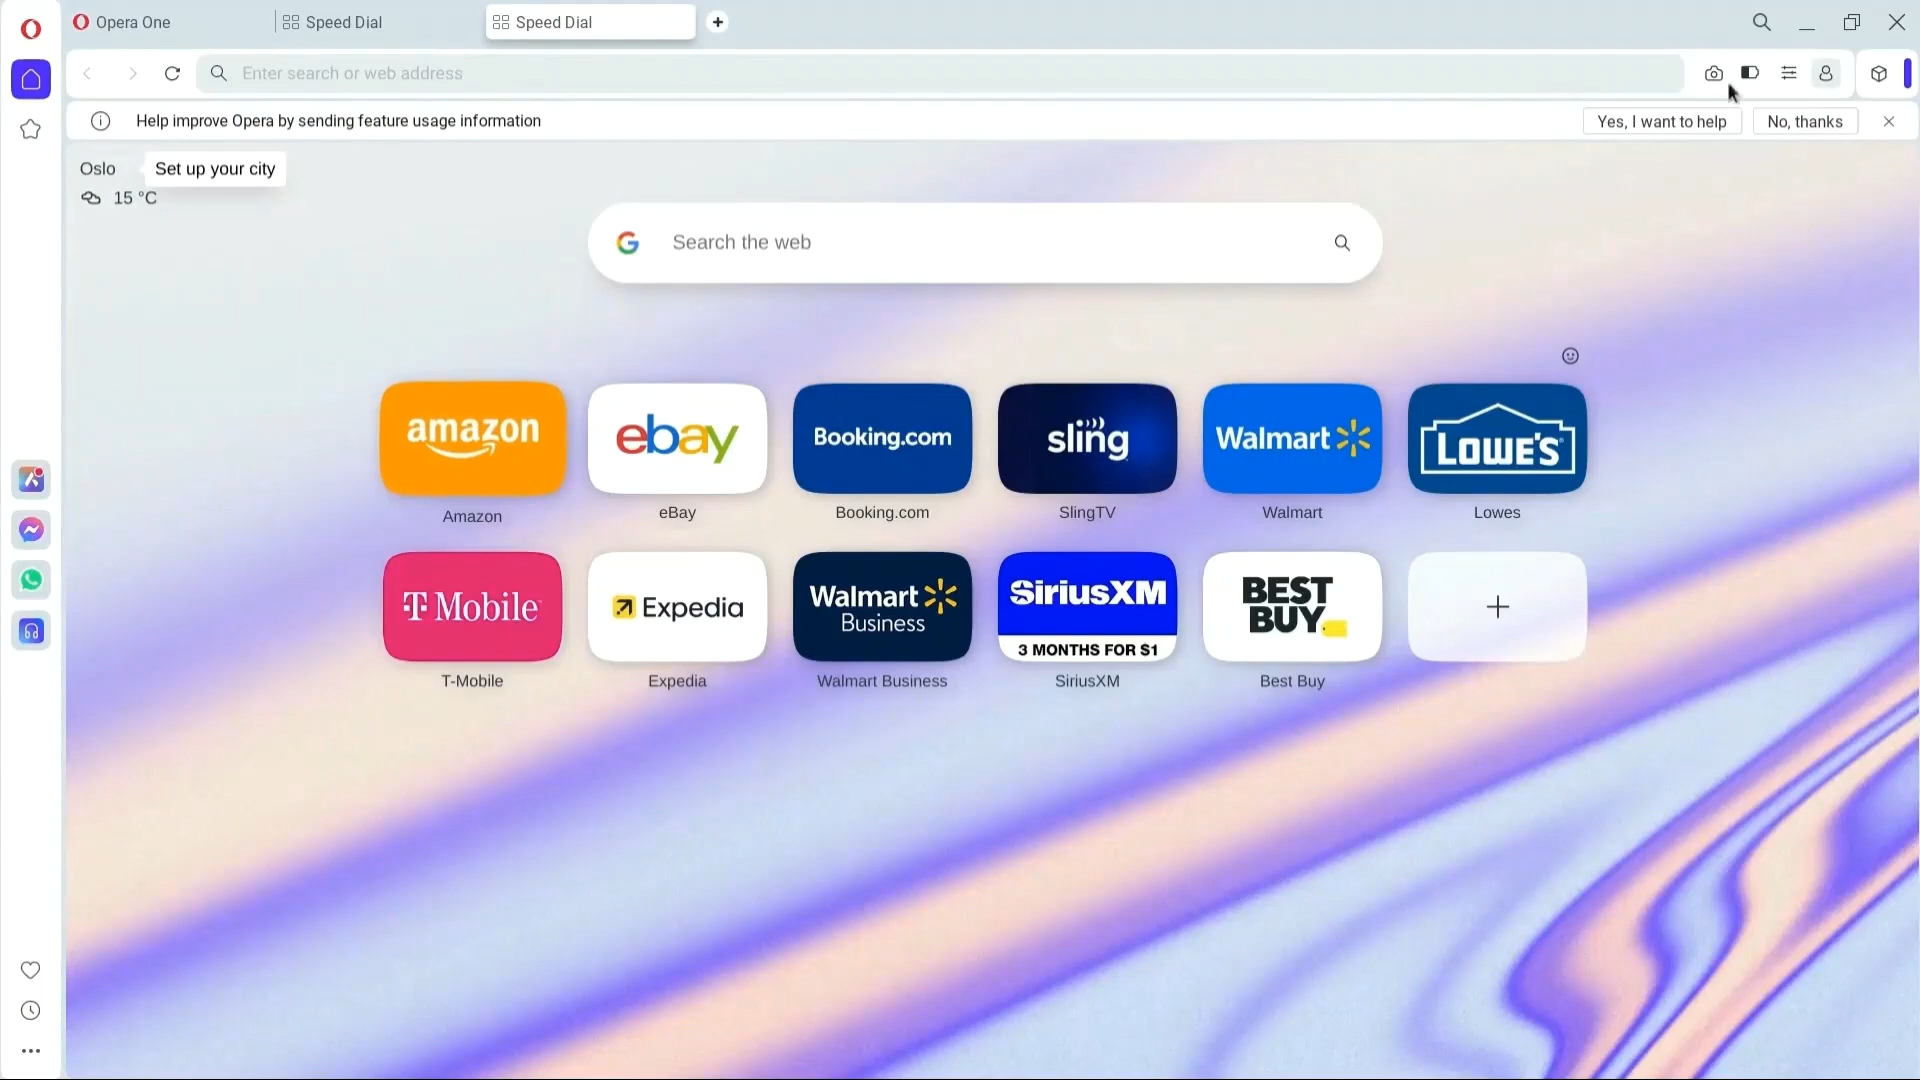 Opera One
Speed Dial
Speed Dial
Enter search or web address
Help improve Opera by sending feature usage information
Yes, I want to help
No, thanks
Oslo
Set up your city
15 °C
Search the web
amazon
ebay
Booking.com
sling
Walmart
LOWE'S
Amazon
eBay
Booking.com
SlingTV
Walmart
Lowes
T Mobile
Expedia
Walmart
Business
SiriusXM
3 MONTHS FOR $1
BEST
BUY
T-Mobile
Expedia
Walmart Business
SiriusXM
Best Buy